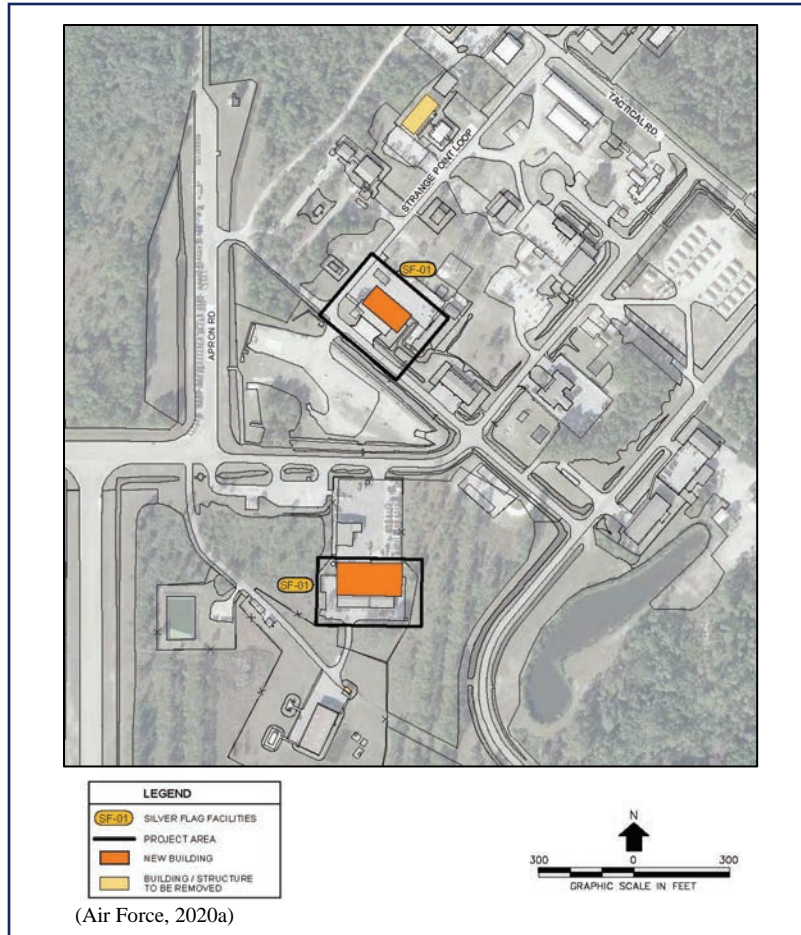 TACTICAL RD.
STRANGE POINT LOOP
SF-01
APRON RD.
SF-01
LEGEND
SF-01 SILVER FLAG FACILITIES
PROJECT AREA
NEW BUILDING
BUILDING / STRUCTURE
TO BE REMOVED
N
300 0 300
GRAPHIC SCALE IN FEET
(Air Force, 2020a)